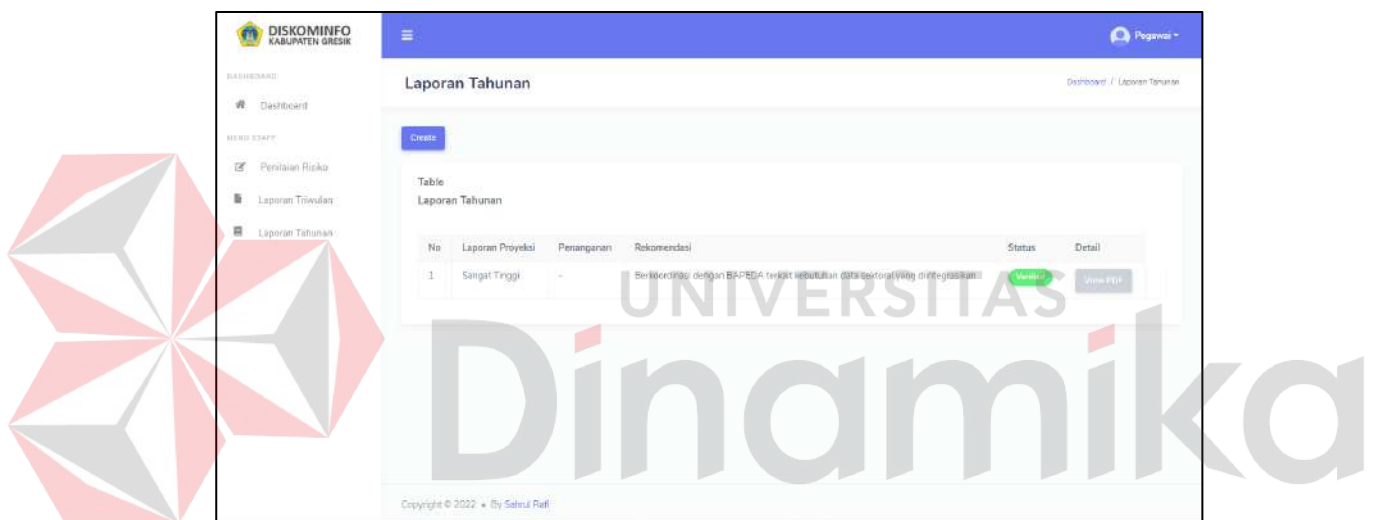 DISKOMINFO
KABUPATEN GRESIK
Pegawai
DASHBOARD
Dashboard
MENU STAFF
Penilaian Risiko
Laporan Triwulan
Laporan Tahunan
Laporan Tahunan
Dashboard / Laporan Tahunan
Create
Table
Laporan Tahunan
No Laporan Proyeksi Penanganan Rekomendasi Status Detail
1 Sangat Tinggi - Berkoordinasi dengan BAPEDA terkait kebutuhan data sektoral yang diintegrasikan Verified View PDF
UNIVERSITAS
Dinamika
Copyright © 2022 • By Sahrul Rafi